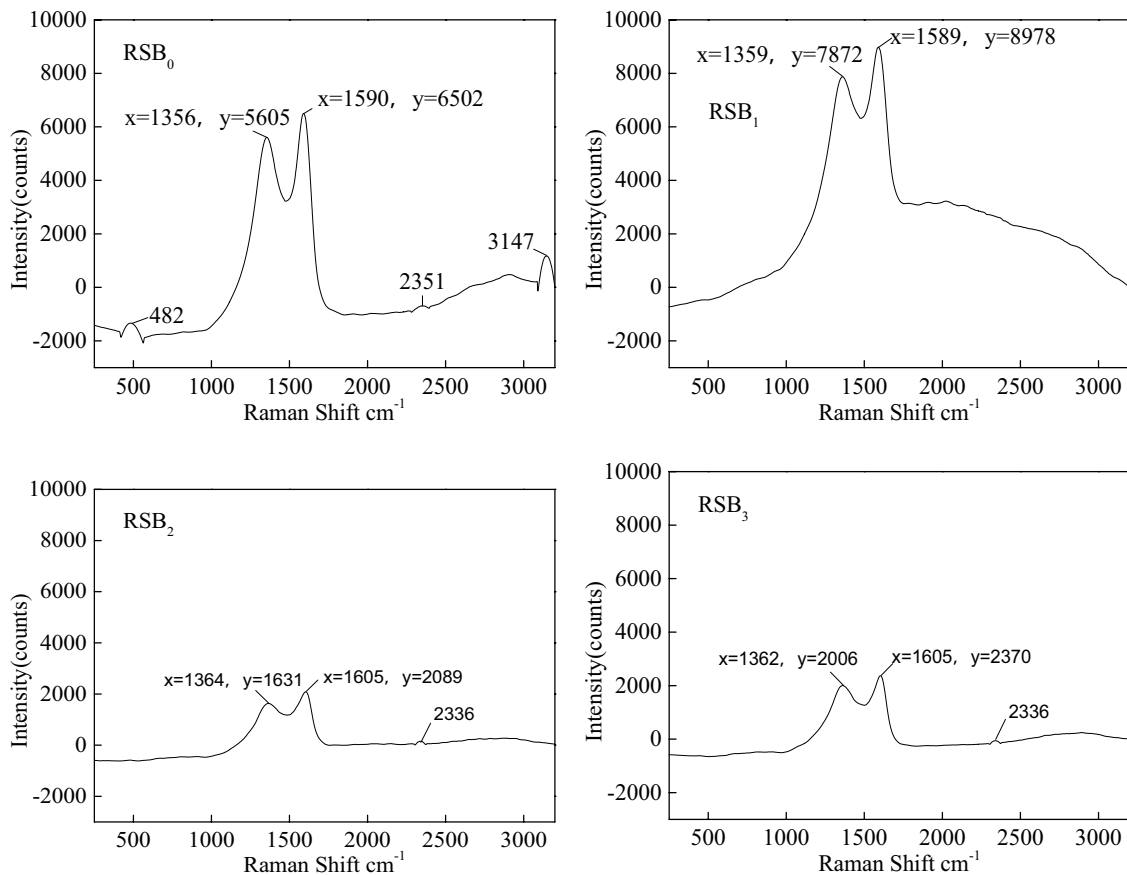 10000
8000
6000
4000
2000
0
-2000
Intensity(counts)
RSB0
x=1356, y=5605
x=1590, y=6502
482
2351
3147
500 1000 1500 2000 2500 3000
Raman Shift cm-1
10000
8000
6000
4000
2000
0
-2000
Intensity(counts)
x=1589, y=8978
x=1359, y=7872
RSB1
500 1000 1500 2000 2500 3000
Raman Shift cm-1
10000
8000
6000
4000
2000
0
-2000
Intensity(counts)
RSB2
x=1364, y=1631
x=1605, y=2089
2336
500 1000 1500 2000 2500 3000
Raman Shift cm-1
10000
8000
6000
4000
2000
0
-2000
Intensity(counts)
RSB3
x=1362, y=2006
x=1605, y=2370
2336
500 1000 1500 2000 2500 3000
Raman Shift cm-1